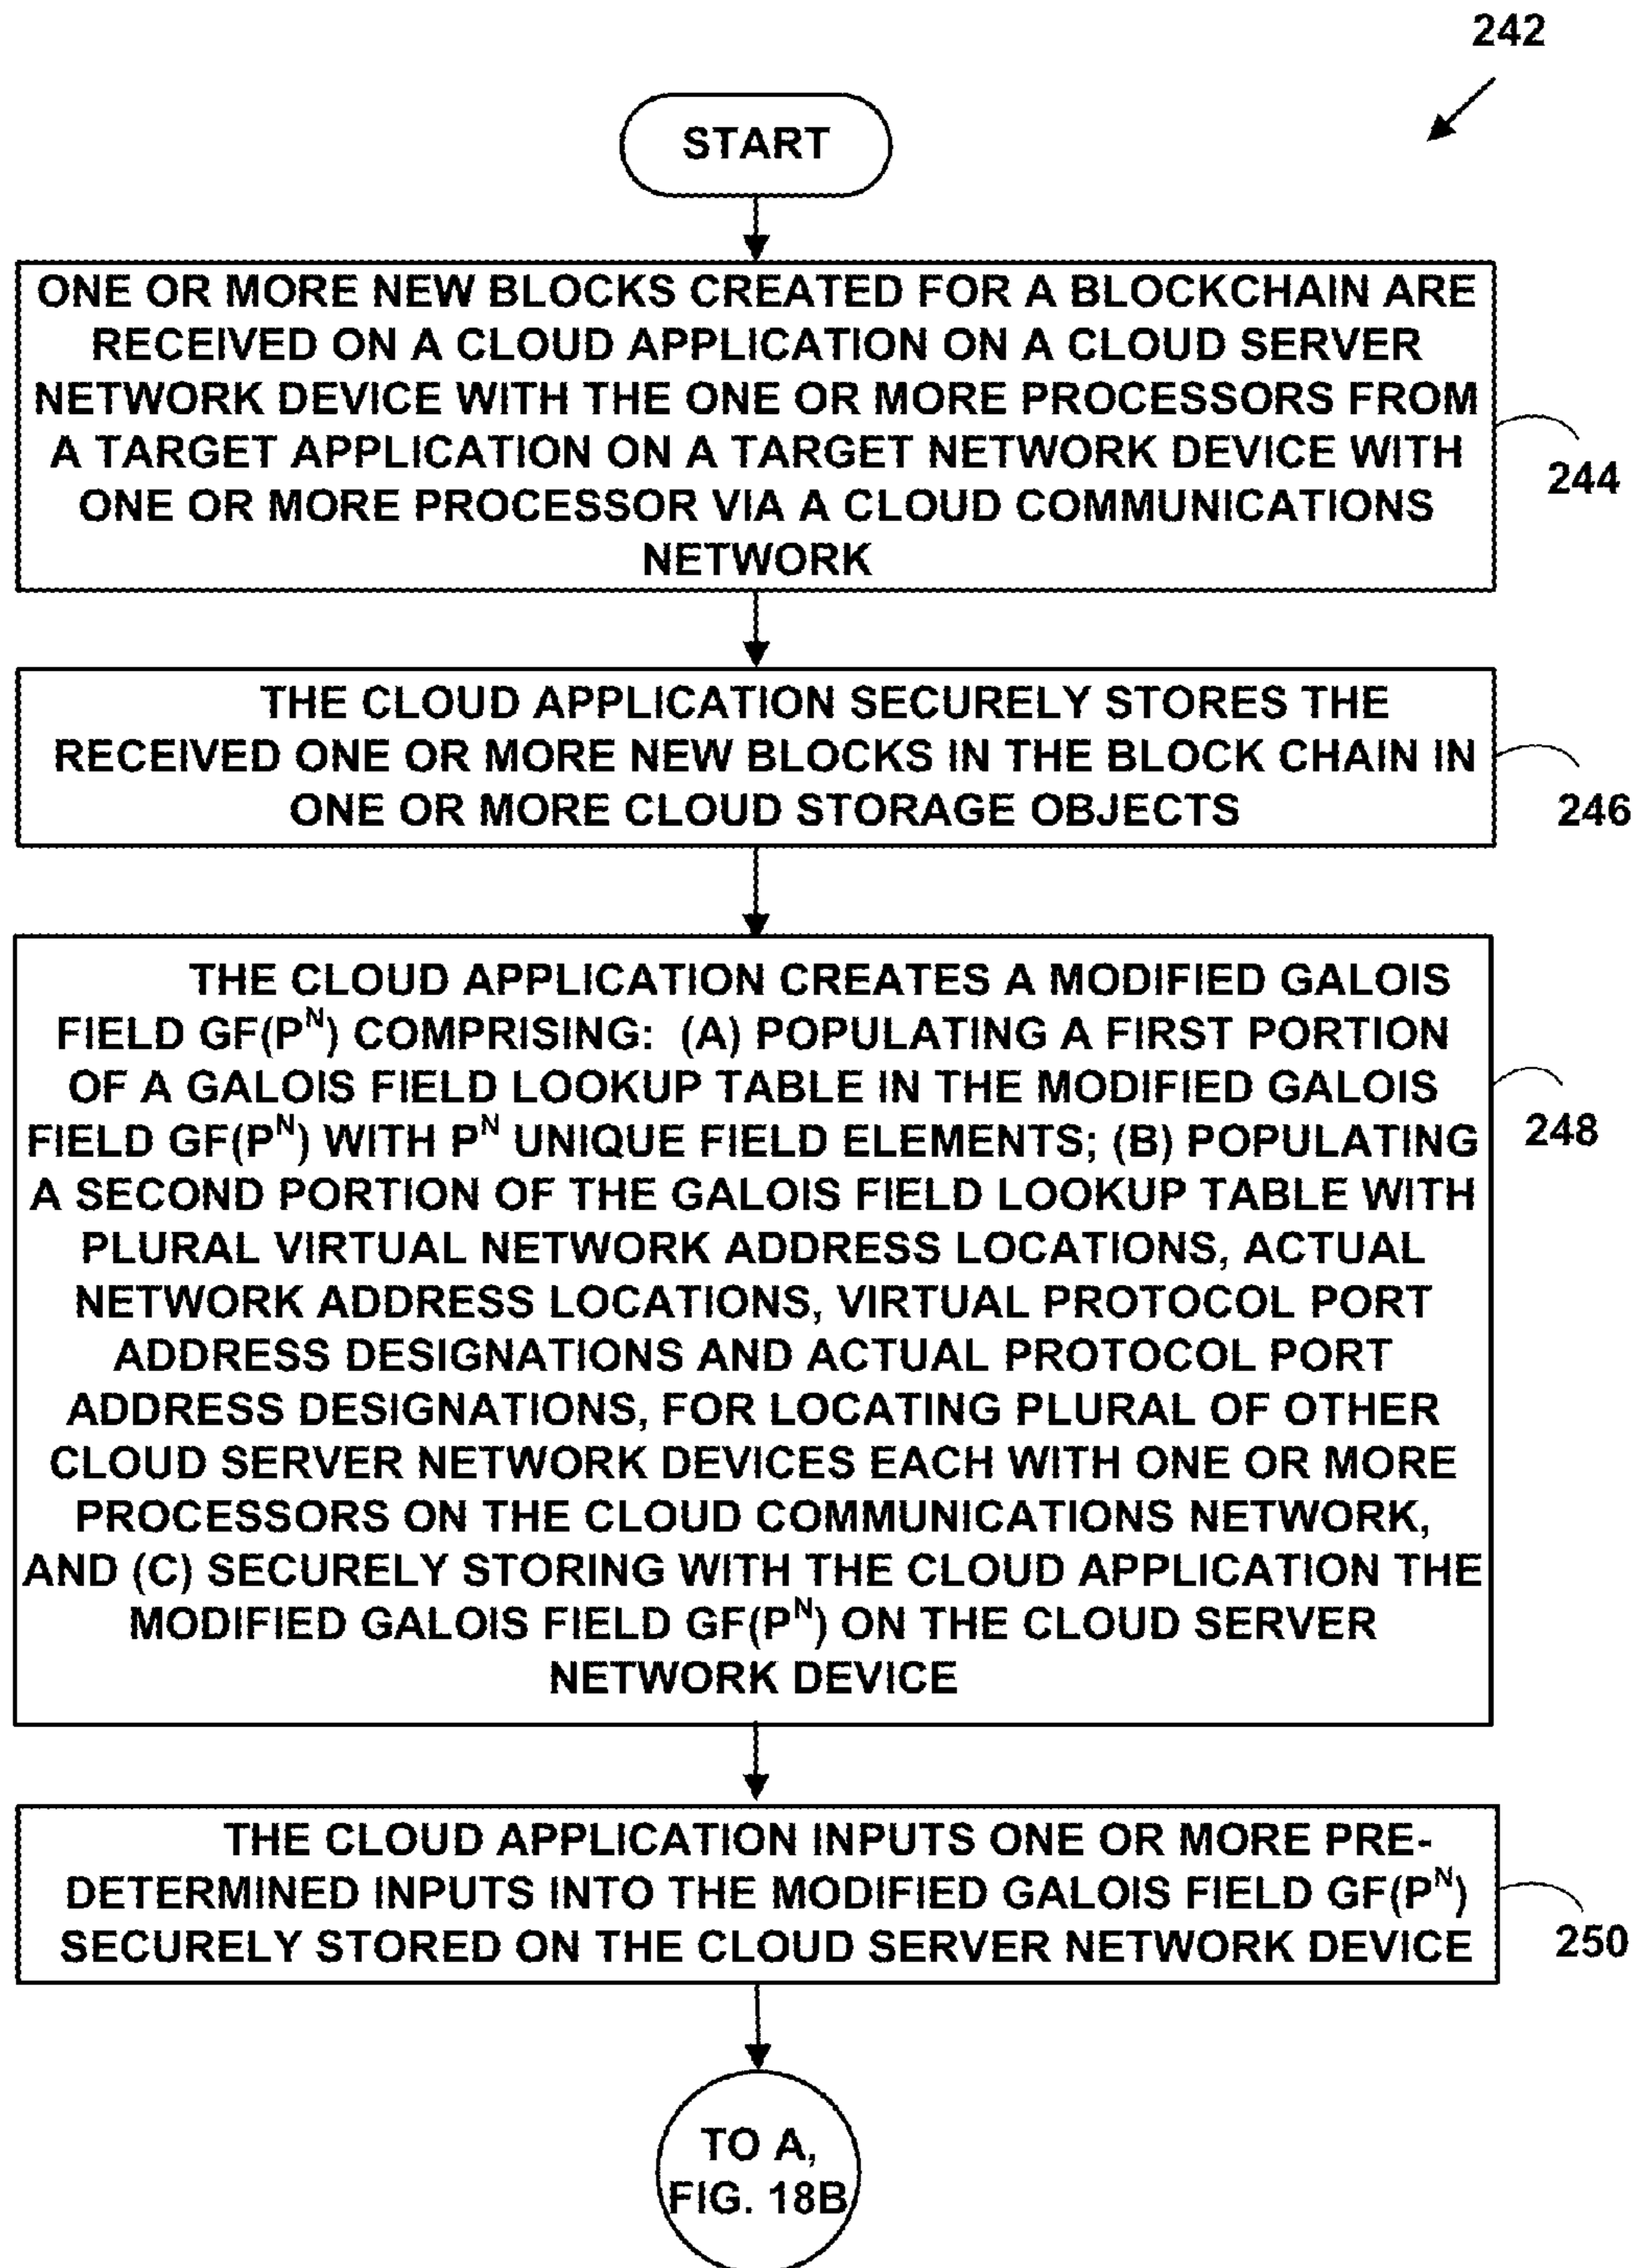 242
START
ONE OR MORE NEW BLOCKS CREATED FOR A BLOCKCHAIN ARE
RECEIVED ON A CLOUD APPLICATION ON A CLOUD SERVER
NETWORK DEVICE WITH THE ONE OR MORE PROCESSORS FROM
A TARGET APPLICATION ON A TARGET NETWORK DEVICE WITH
ONE OR MORE PROCESSOR VIA A CLOUD COMMUNICATIONS
NETWORK
244
THE CLOUD APPLICATION SECURELY STORES THE
RECEIVED ONE OR MORE NEW BLOCKS IN THE BLOCK CHAIN IN
ONE OR MORE CLOUD STORAGE OBJECTS
246
THE CLOUD APPLICATION CREATES A MODIFIED GALOIS
FIELD GF(P^N) COMPRISING: (A) POPULATING A FIRST PORTION
OF A GALOIS FIELD LOOKUP TABLE IN THE MODIFIED GALOIS
FIELD GF(P^N) WITH P^N UNIQUE FIELD ELEMENTS; (B) POPULATING
A SECOND PORTION OF THE GALOIS FIELD LOOKUP TABLE WITH
PLURAL VIRTUAL NETWORK ADDRESS LOCATIONS, ACTUAL
NETWORK ADDRESS LOCATIONS, VIRTUAL PROTOCOL PORT
ADDRESS DESIGNATIONS AND ACTUAL PROTOCOL PORT
ADDRESS DESIGNATIONS, FOR LOCATING PLURAL OF OTHER
CLOUD SERVER NETWORK DEVICES EACH WITH ONE OR MORE
PROCESSORS ON THE CLOUD COMMUNICATIONS NETWORK,
AND (C) SECURELY STORING WITH THE CLOUD APPLICATION THE
MODIFIED GALOIS FIELD GF(P^N) ON THE CLOUD SERVER
NETWORK DEVICE
248
THE CLOUD APPLICATION INPUTS ONE OR MORE PRE-
DETERMINED INPUTS INTO THE MODIFIED GALOIS FIELD GF(P^N)
SECURELY STORED ON THE CLOUD SERVER NETWORK DEVICE
250
TO A,
FIG. 18B